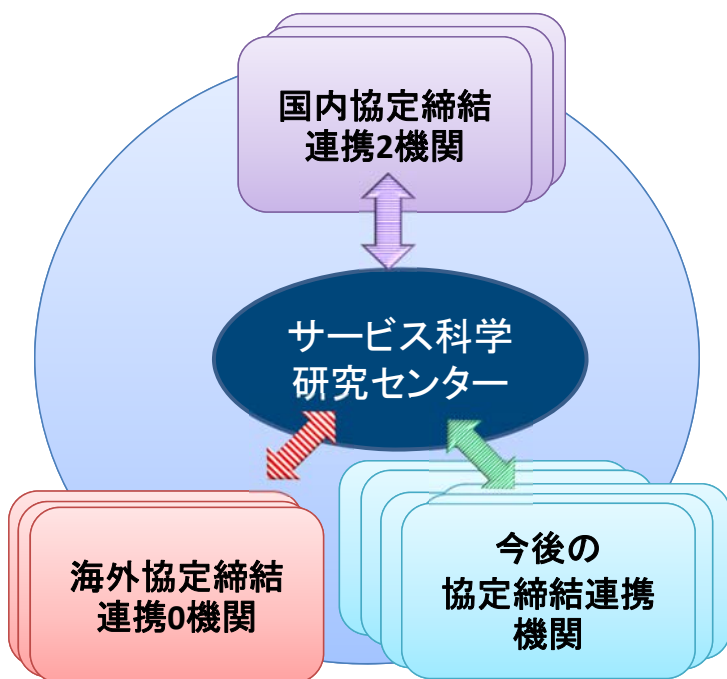 国内協定締結
連携2機関
サービス科学
研究センター
海外協定締結
連携0機関
今後の
協定締結連携
機関